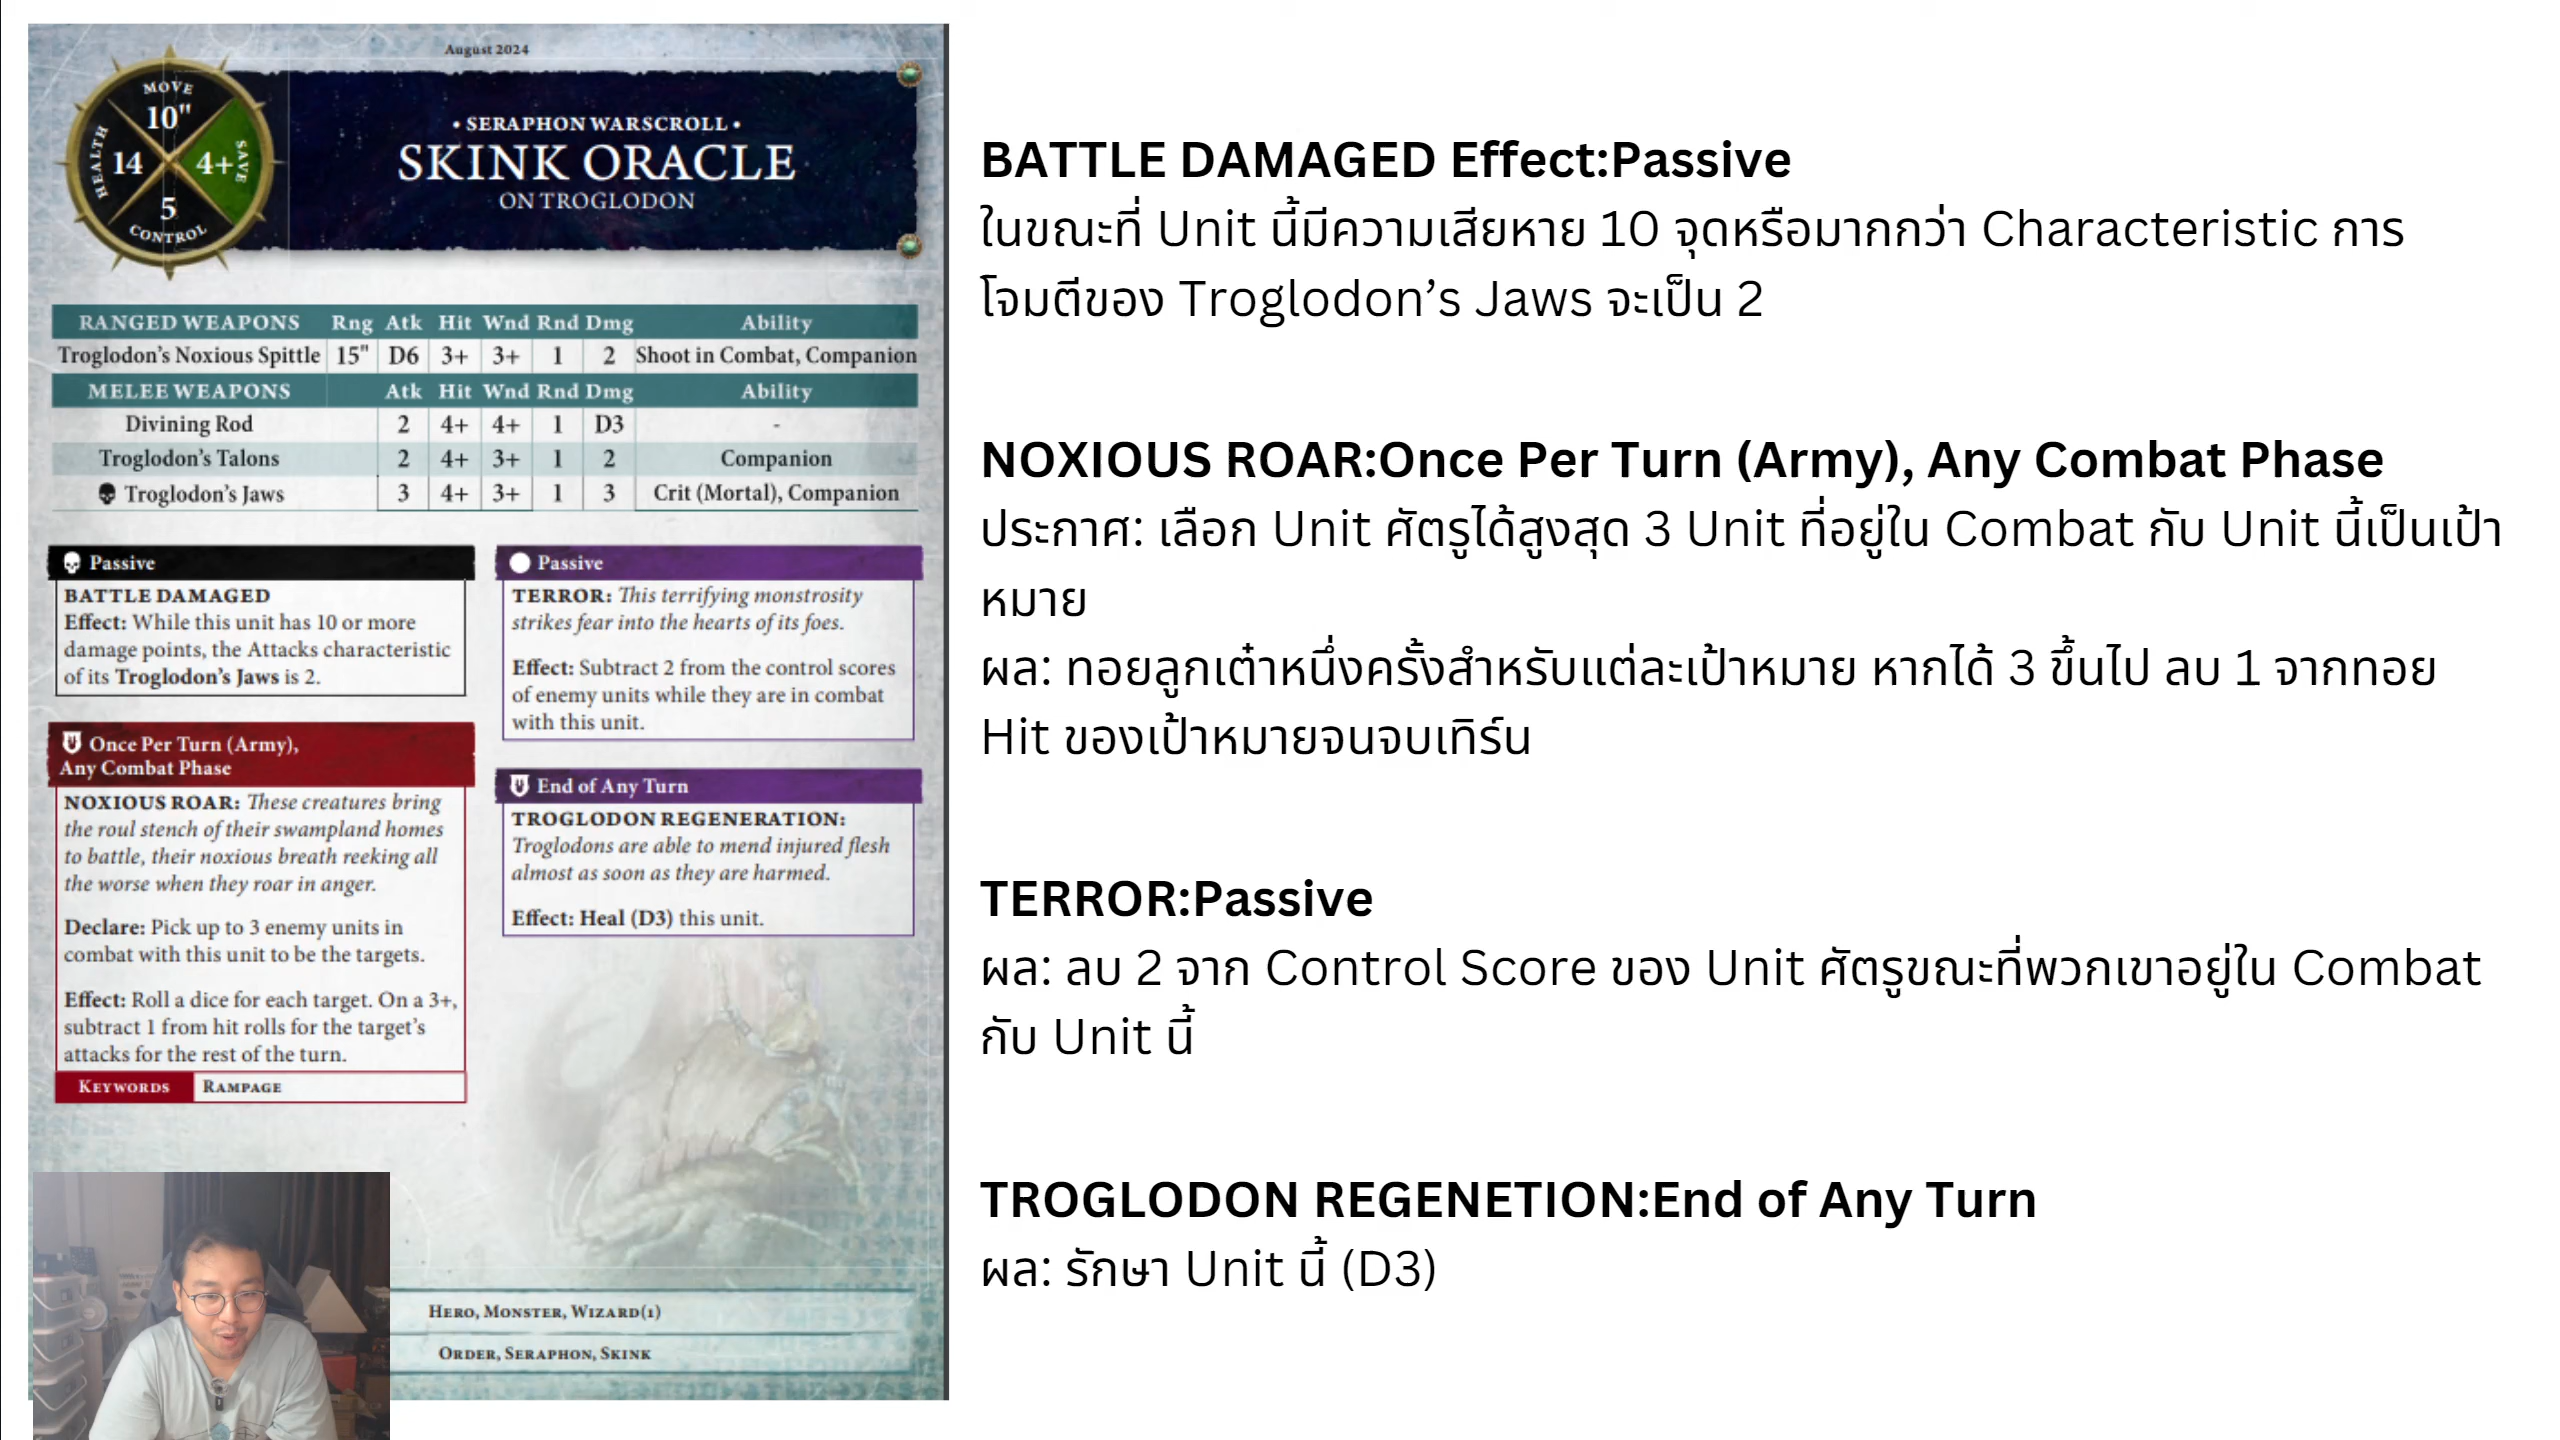 August 2024
MOVE
10"
HEALTH
14
4+
SAVE
5
CONTROL
• SERAPHON WARSCROLL •
SKINK ORACLE
ON TROGLODON
RANGED WEAPONS Rng Atk Hit Wnd Rnd Dmg Ability
Troglodon's Noxious Spittle 15" D6 3+ 3+ 1 2 Shoot in Combat, Companion
MELEE WEAPONS Atk Hit Wnd Rnd Dmg Ability
Divining Rod 2 4+ 4+ 1 D3 -
Troglodon's Talons 2 4+ 3+ 1 2 Companion
Troglodon's Jaws 3 4+ 3+ 1 3 Crit (Mortal), Companion
Passive
BATTLE DAMAGED
Effect: While this unit has 10 or more
damage points, the Attacks characteristic
of its Troglodon's Jaws is 2.
Once Per Turn (Army),
Any Combat Phase
NOXIOUS ROAR: These creatures bring
the roul stench of their swampland homes
to battle, their noxious breath reeking all
the worse when they roar in anger.
Declare: Pick up to 3 enemy units in
combat with this unit to be the targets.
Effect: Roll a dice for each target. On a 3+,
subtract 1 from hit rolls for the target's
attacks for the rest of the turn.
KEYWORDS RAMPAGE
Passive
TERROR: This terrifying monstrosity
strikes fear into the hearts of its foes.
Effect: Subtract 2 from the control scores
of enemy units while they are in combat
with this unit.
End of Any Turn
TROGLODON REGENERATION:
Troglodons are able to mend injured flesh
almost as soon as they are harmed.
Effect: Heal (D3) this unit.
HERO, MONSTER, WIZARD(1)
ORDER, SERAPHON, SKINK
BATTLE DAMAGED Effect:Passive
ในขณะที่ Unit นี้มีความเสียหาย 10 จุดหรือมากกว่า Characteristic การ
โจมตีของ Troglodon's Jaws จะเป็น 2
NOXIOUS ROAR:Once Per Turn (Army), Any Combat Phase
ประกาศ: เลือก Unit ศัตรูได้สูงสุด 3 Unit ที่อยู่ใน Combat กับ Unit นี้เป็นเป้า
หมาย
ผล: ทอยลูกเต๋าหนึ่งครั้งสำหรับแต่ละเป้าหมาย หากได้ 3 ขึ้นไป ลบ 1 จากทอย
Hit ของเป้าหมายจนจบเทิร์น
TERROR:Passive
ผล: ลบ 2 จาก Control Score ของ Unit ศัตรูขณะที่พวกเขาอยู่ใน Combat
กับ Unit นี้
TROGLODON REGENETION:End of Any Turn
ผล: รักษา Unit นี้ (D3)